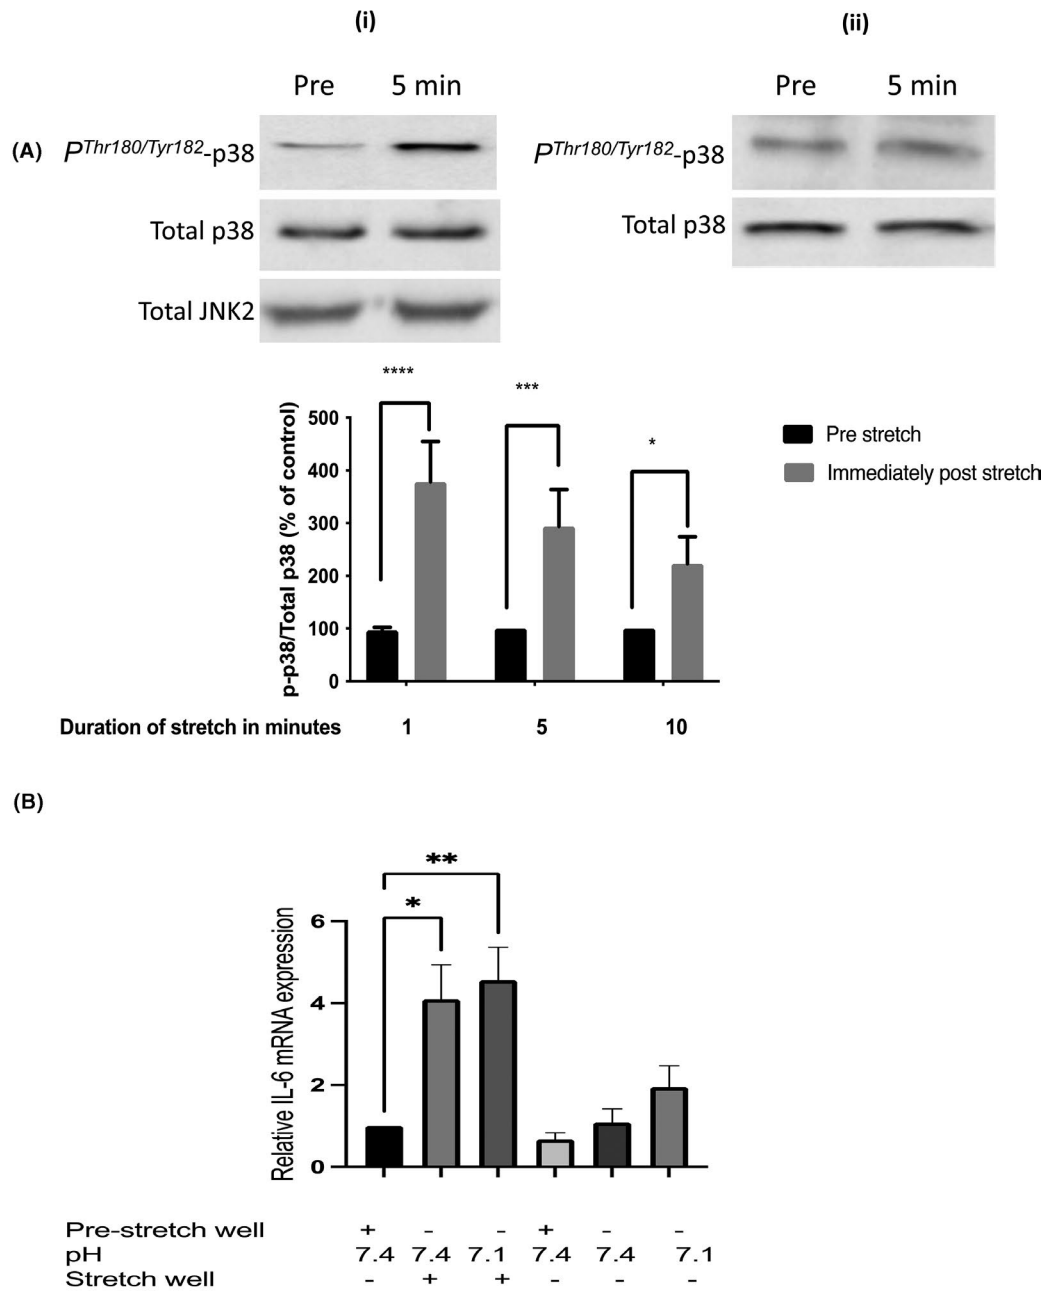 (i)
(ii)
Pre 5 min
Pre 5 min
(A)
P^Thr180/Tyr182-p38
P^Thr180/Tyr182-p38
Total p38
Total p38
Total JNK2
****
***
*
p-p38/Total p38 (% of control)
500
400
300
200
100
0
Pre stretch
Immediately post stretch
Duration of stretch in minutes 1 5 10
(B)
**
*
Relative IL-6 mRNA expression
6
4
2
0
Pre-stretch well + - - + - -
pH 7.4 7.4 7.1 7.4 7.4 7.1
Stretch well - + + - - -